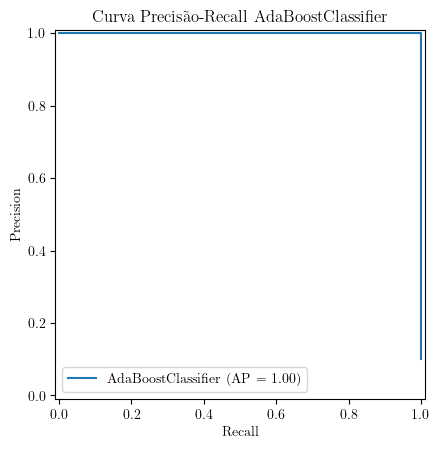 Curva Precisão-Recall AdaBoostClassifier
1.0
0.8
0.6
0.4
0.2
0.0
Precision
AdaBoostClassifier (AP = 1.00)
0.0 0.2 0.4 0.6 0.8 1.0
Recall